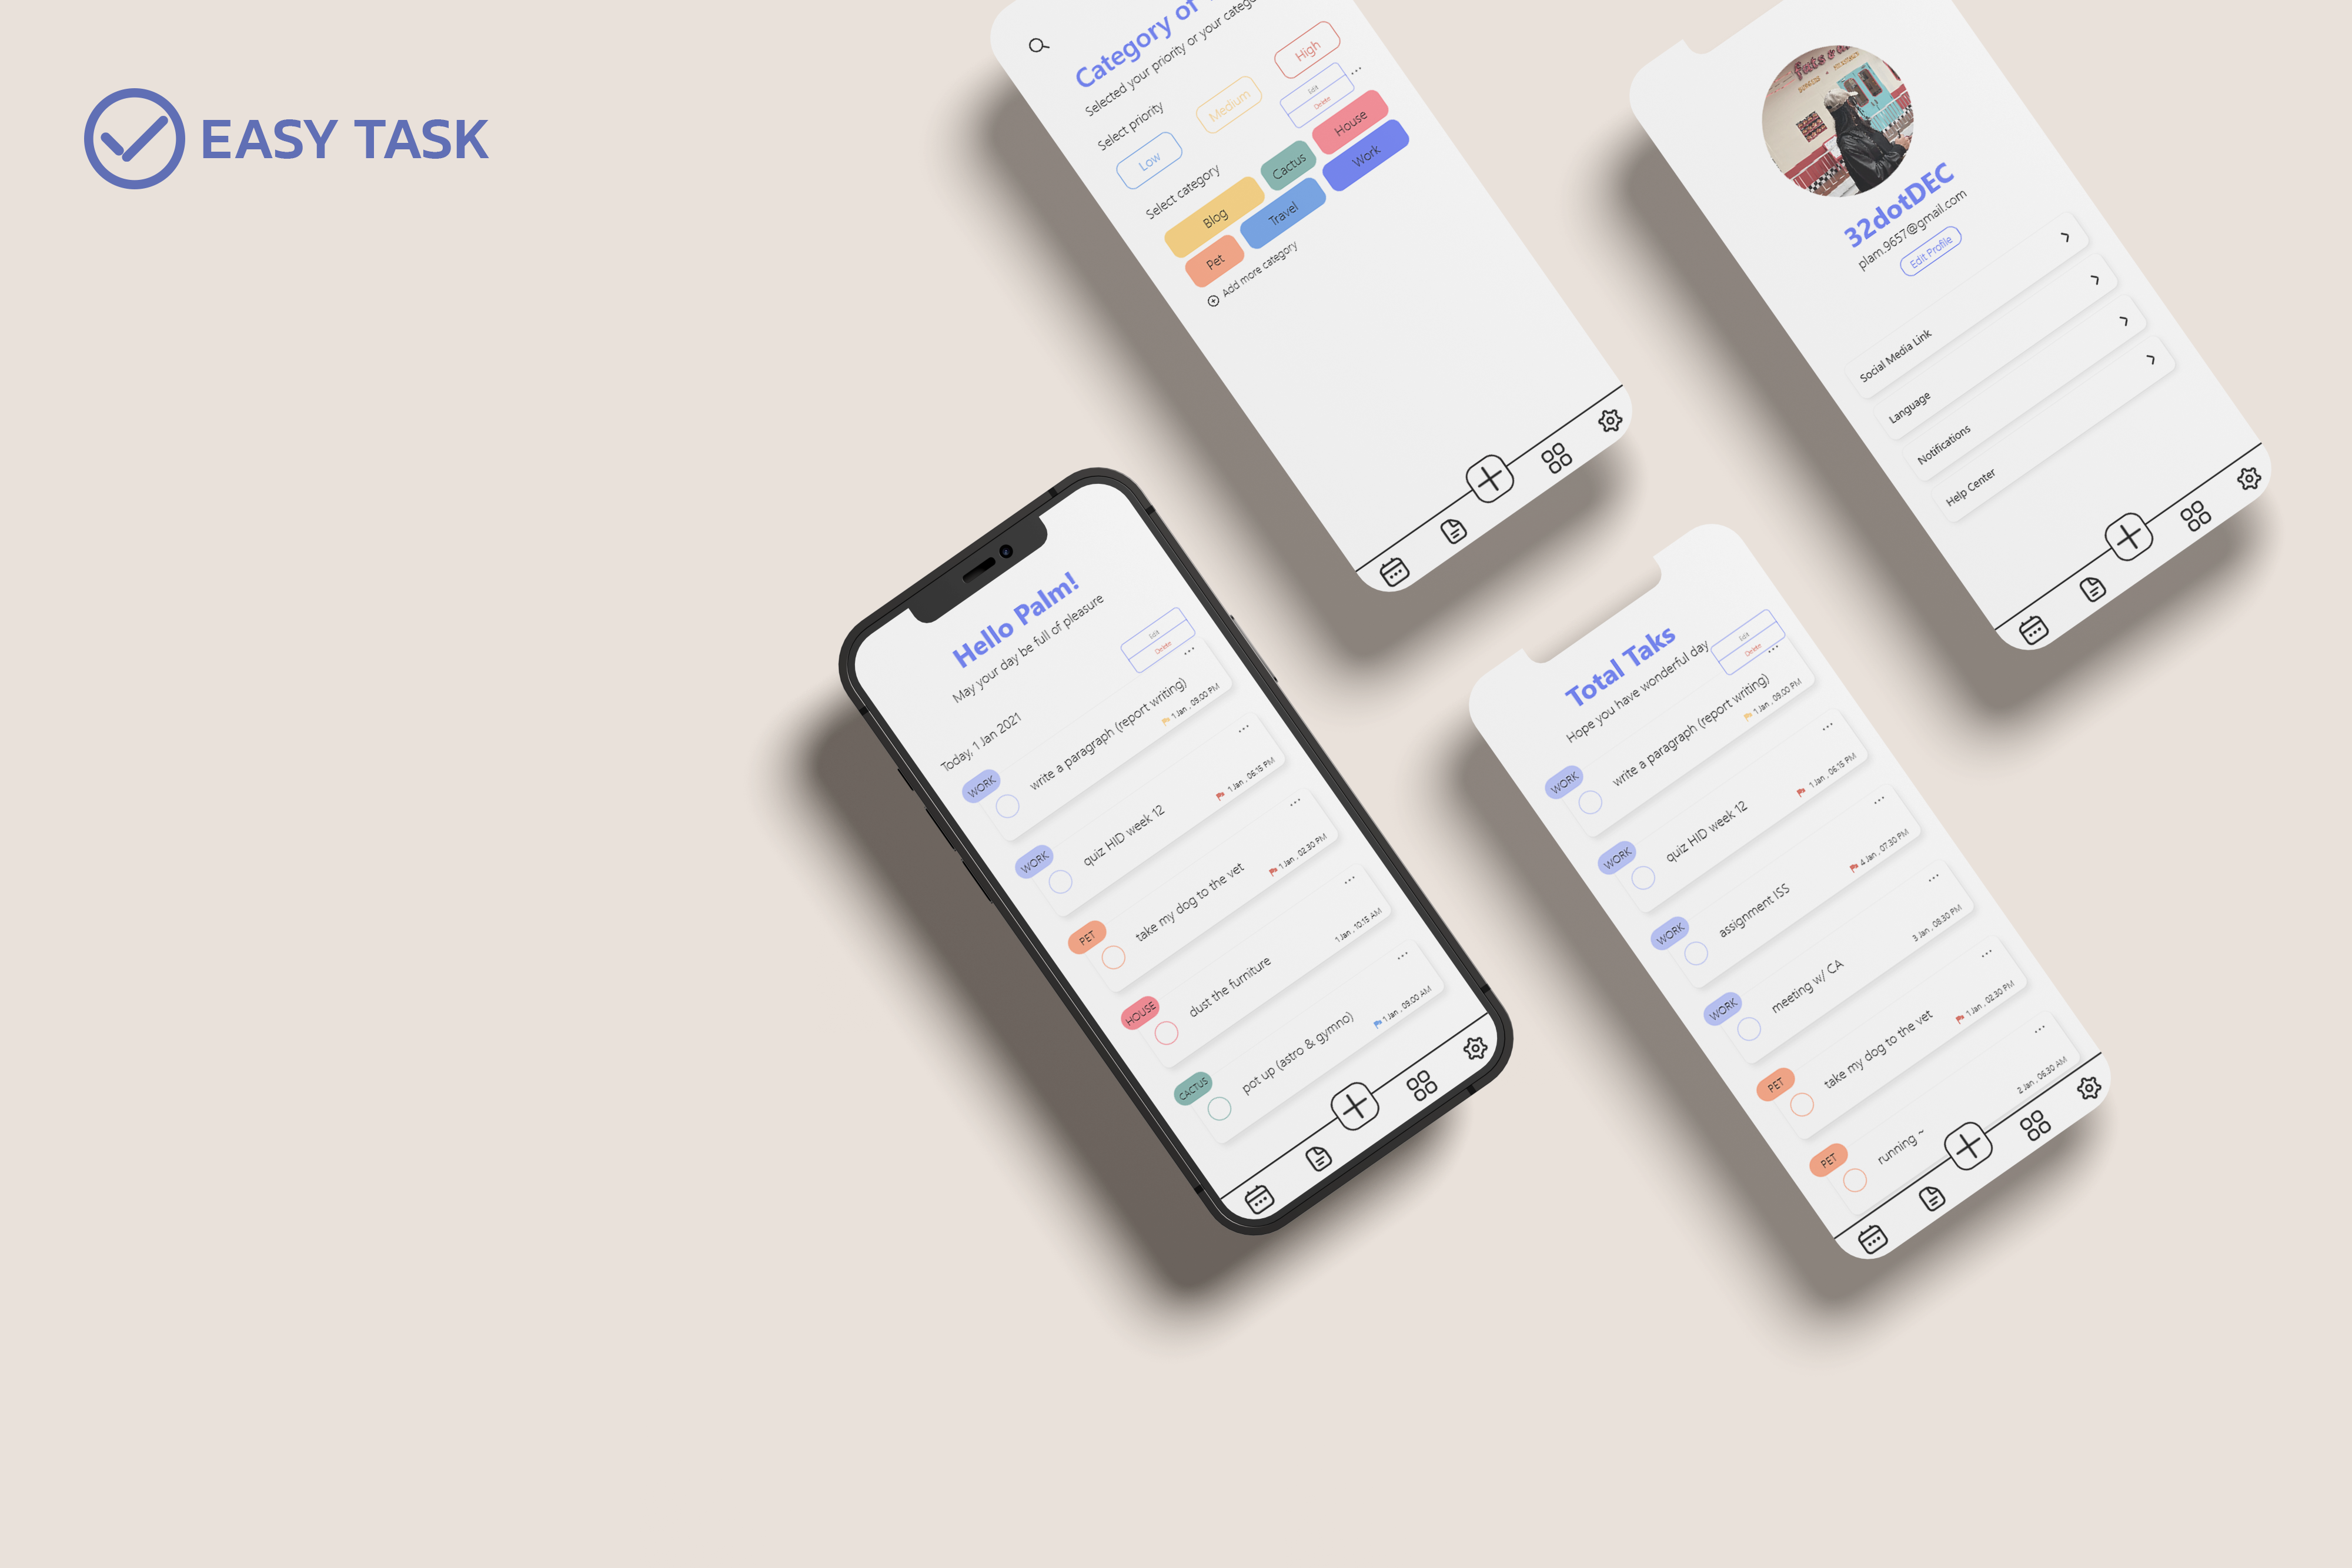 EASY TASK
Category of
Selected your priority or your
Select priority
Low
Medium
High
Edit
Delete
Select category
Blog
Cactus
House
Pet
Travel
Work
Add more category
32dotDEC
plam.9657@gmail.com
Edit Profile
Social Media Link
Language
Notifications
Help Center
Hello Palm!
May your day be full of pleasure
Edit
Delete
Today, 1 Jan 2021
WORK
write a paragraph (report writing)
1 Jan , 09.00 PM
WORK
quiz HID week 12
1 Jan , 06.15 PM
PET
take my dog to the vet
1 Jan , 02.30 PM
HOUSE
dust the furniture
1 Jan , 10.15 AM
CACTUS
pot up (astro & gymno)
1 Jan , 09.00 AM
Total Taks
Hope you have wonderful day
Edit
Delete
WORK
write a paragraph (report writing)
1 Jan , 09.00 PM
WORK
quiz HID week 12
1 Jan , 06.15 PM
WORK
assignment ISS
4 Jan , 07.30 PM
WORK
meeting w/ CA
3 Jan , 08.30 PM
PET
take my dog to the vet
1 Jan , 02.30 PM
PET
running ~
2 Jan , 06.30 AM